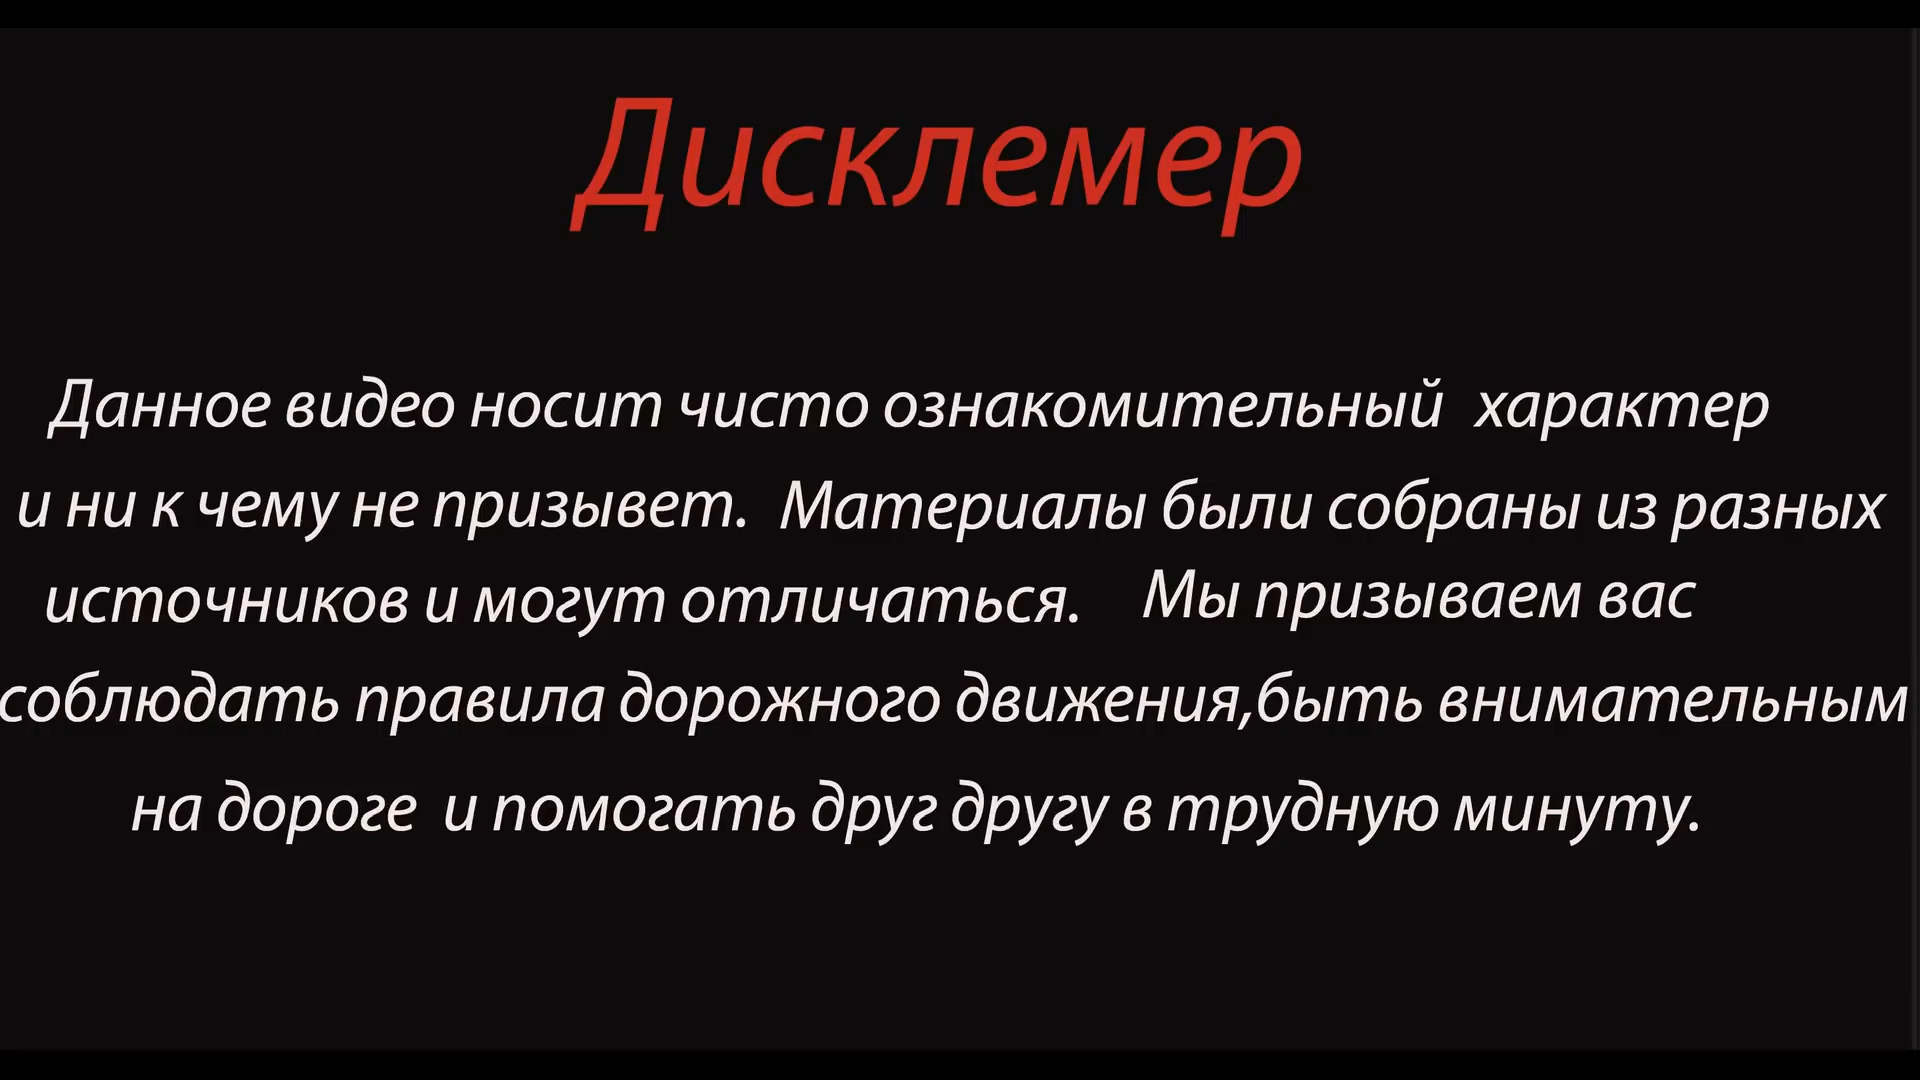 Дисклемер
Данное видео носит чисто ознакомительный характер
и ни к чему не призывет. Материалы были собраны из разных
источников и могут отличаться. Мы призываем вас
соблюдать правила дорожного движения,быть внимательным
на дороге и помогать друг другу в трудную минуту.